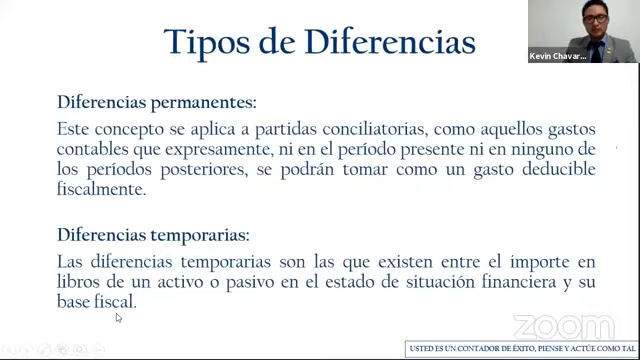 Tipos de Diferencias
Kevin Chavar...
Diferencias permanentes:
Este concepto se aplica a partidas conciliatorias, como aquellos gastos
contables que expresamente, ni en el período presente ni en ninguno de
los períodos posteriores, se podrán tomar como un gasto deducible
fiscalmente.
Diferencias temporarias:
Las diferencias temporarias son las que existen entre el importe en
libros de un activo o pasivo en el estado de situación financiera y su
base fiscal.
zoom
USTED ES UN CONTADOR DE ÉXITO, PIENSE Y ACTÚE COMO TAL